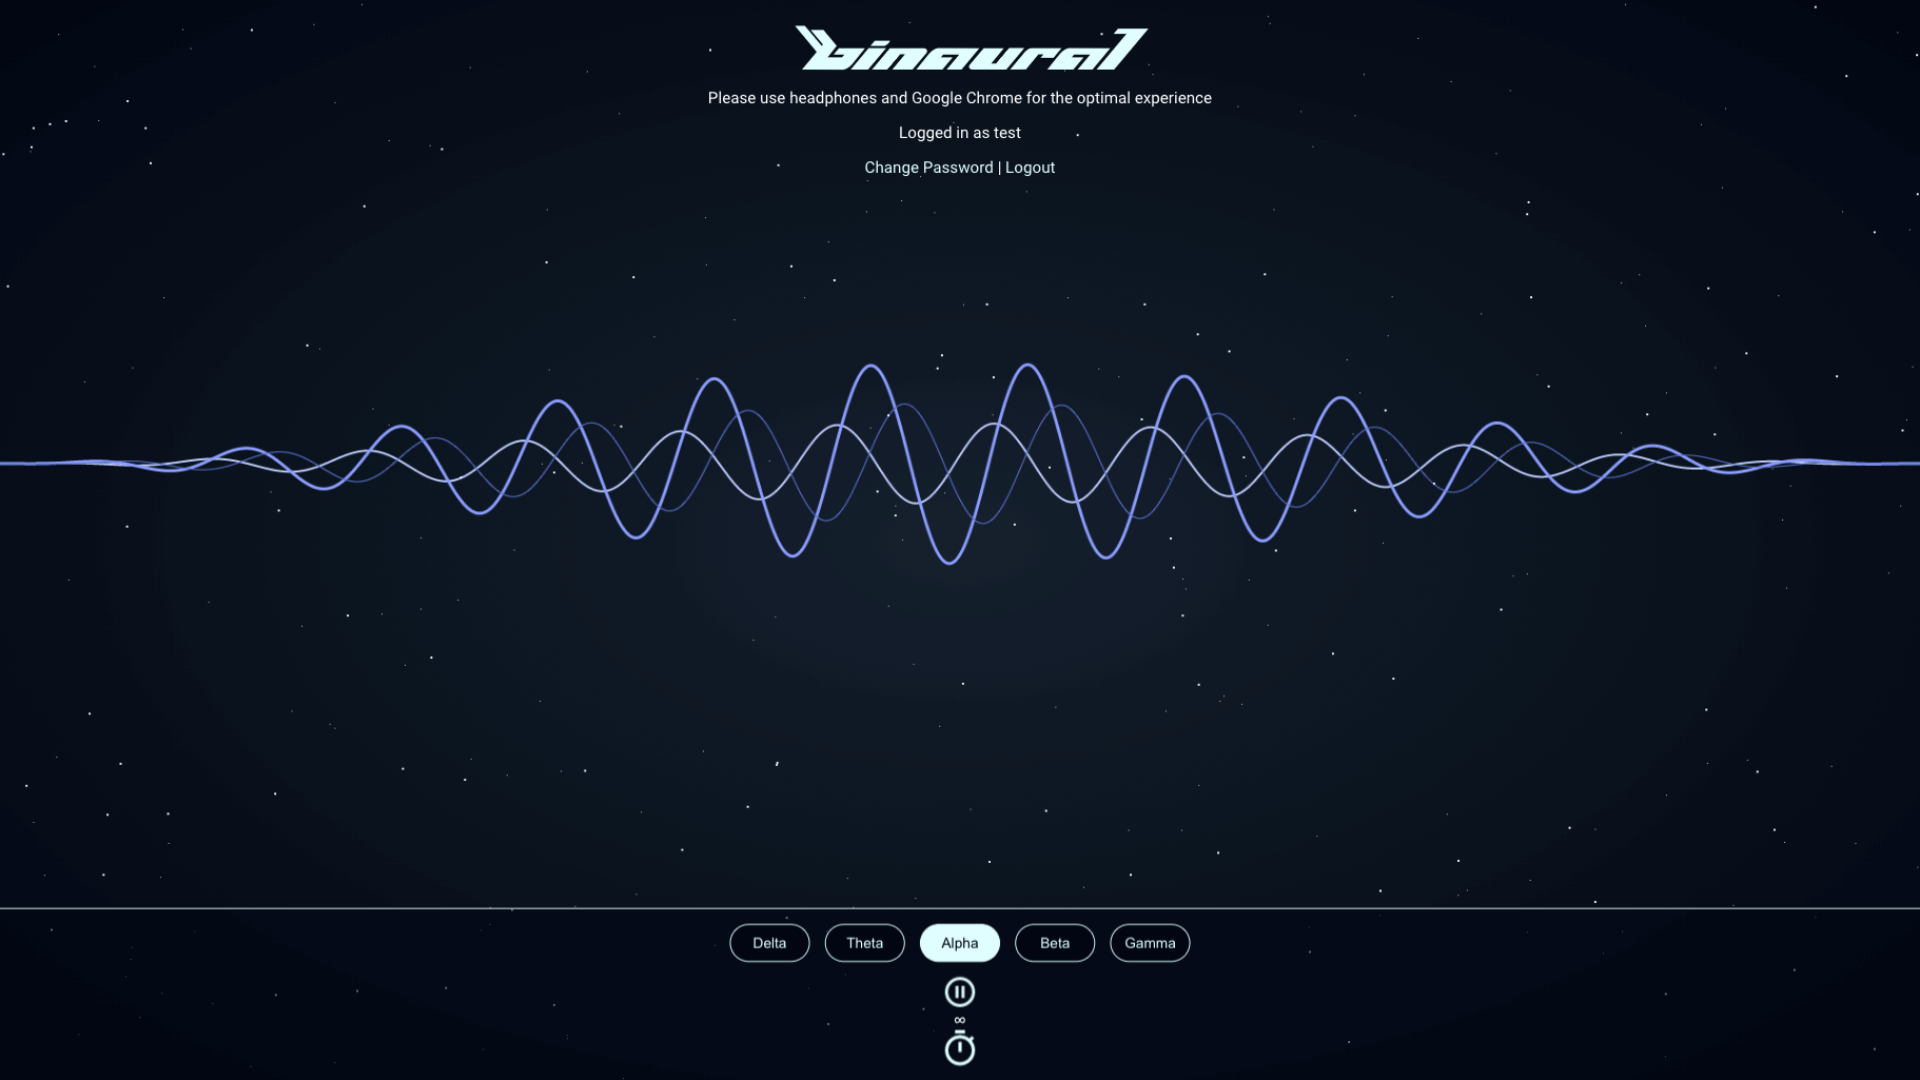 binaural
Please use headphones and Google Chrome for the optimal experience
Logged in as test
Change Password | Logout
Delta Theta Alpha Beta Gamma
∞